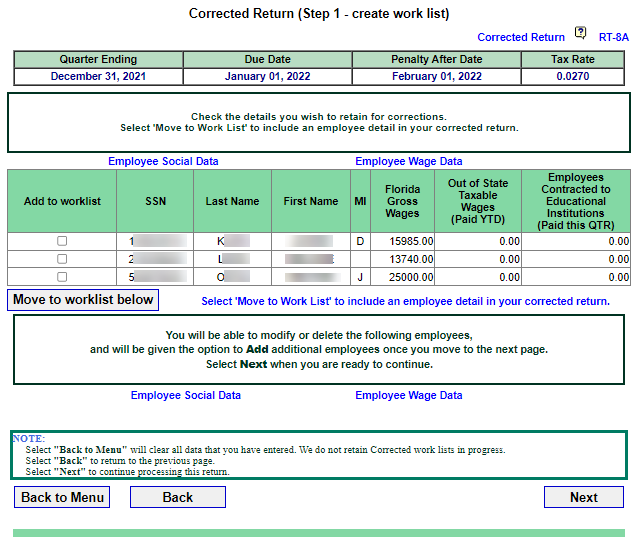 Corrected Return (Step 1 - create work list)
Corrected Return ? RT-8A
Quarter Ending Due Date Penalty After Date Tax Rate
December 31, 2021 January 01, 2022 February 01, 2022 0.0270
Check the details you wish to retain for corrections.
Select 'Move to Work List' to include an employee detail in your corrected return.
Employee Social Data Employee Wage Data
Add to worklist SSN Last Name First Name MI Florida Gross Wages Out of State Taxable Wages (Paid YTD) Employees Contracted to Educational Institutions (Paid this QTR)
1 K D 15985.00 0.00 0.00
2 L 13740.00 0.00 0.00
5 O J 25000.00 0.00 0.00
Move to worklist below Select 'Move to Work List' to include an employee detail in your corrected return.
You will be able to modify or delete the following employees,
and will be given the option to Add additional employees once you move to the next page.
Select Next when you are ready to continue.
Employee Social Data Employee Wage Data
NOTE:
Select "Back to Menu" will clear all data that you have entered. We do not retain Corrected work lists in progress.
Select "Back" to return to the previous page.
Select "Next" to continue processing this return.
Back to Menu Back Next